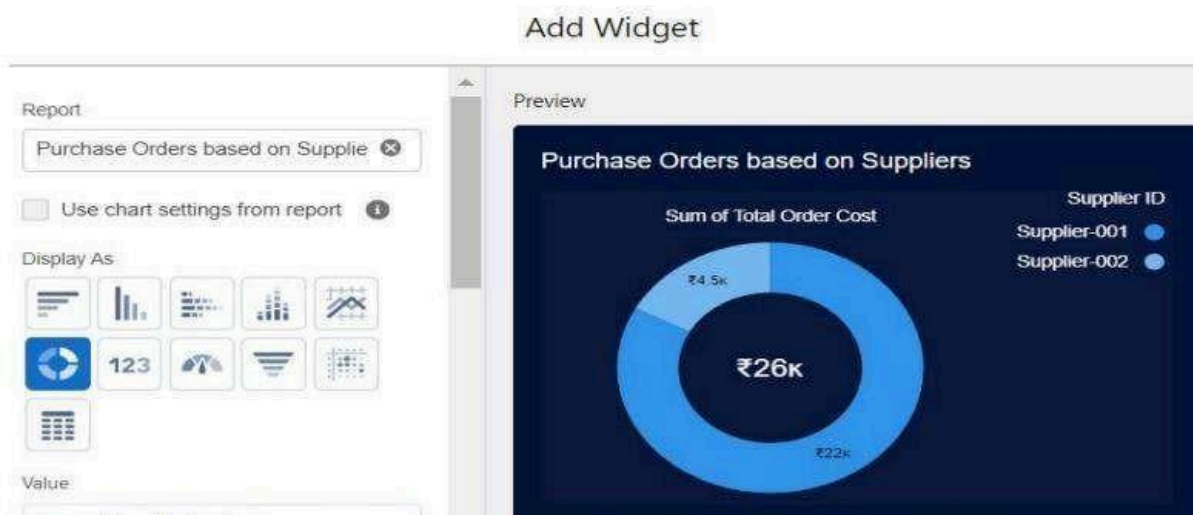 Add Widget
Report
Purchase Orders based on Supplie
Use chart settings from report
Display As
123
Value
Preview
Purchase Orders based on Suppliers
Sum of Total Order Cost
Supplier ID
Supplier-001
Supplier-002
₹4.5K
₹26K
₹22K